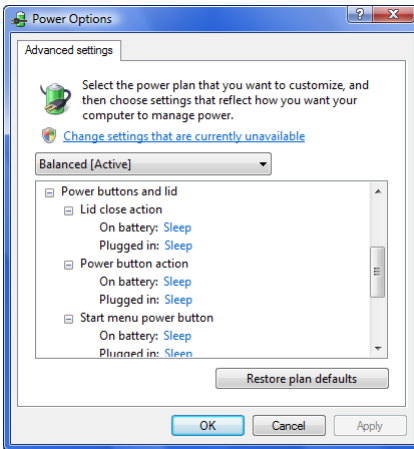 Power Options
Advanced settings
Select the power plan that you want to customize, and
then choose settings that reflect how you want your
computer to manage power.
Change settings that are currently unavailable
Balanced [Active]
Power buttons and lid
Lid close action
On battery: Sleep
Plugged in: Sleep
Power button action
On battery: Sleep
Plugged in: Sleep
Start menu power button
On battery: Sleep
Plugged in: Sleep
Restore plan defaults
OK Cancel Apply